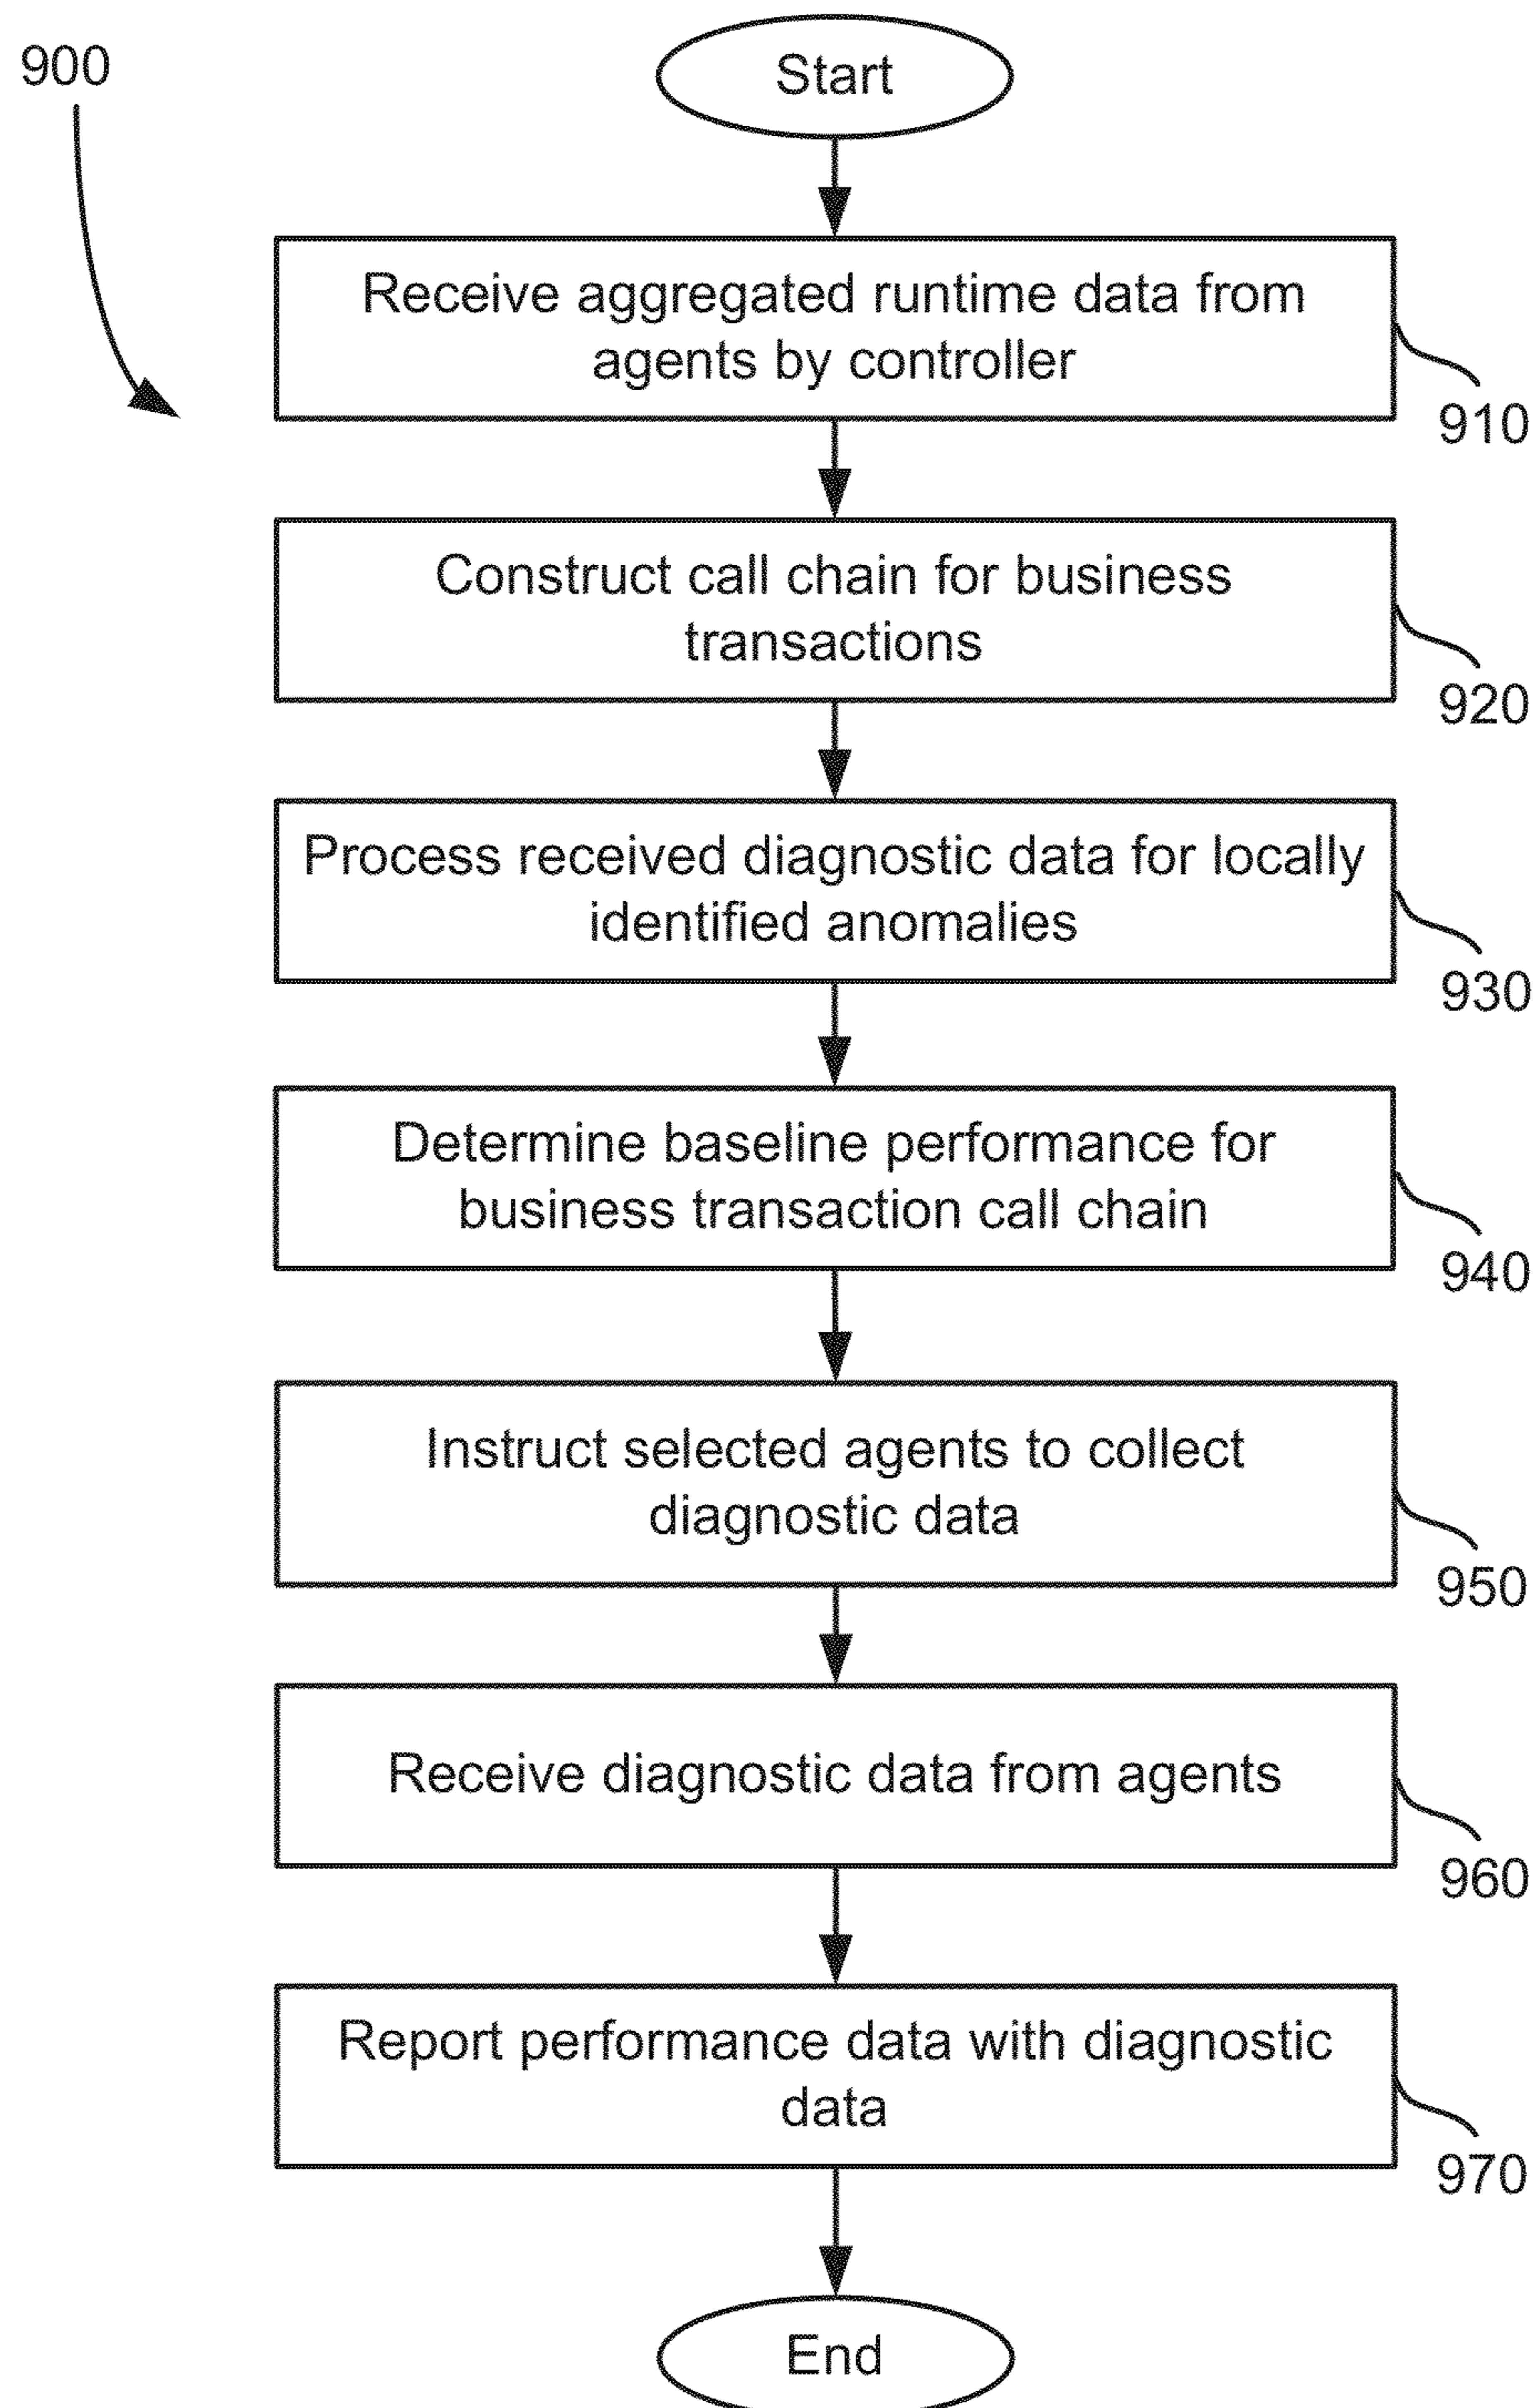 900
Start
Receive aggregated runtime data from
agents by controller
910
Construct call chain for business
transactions
920
Process received diagnostic data for locally
identified anomalies
930
Determine baseline performance for
business transaction call chain
940
Instruct selected agents to collect
diagnostic data
950
Receive diagnostic data from agents
960
Report performance data with diagnostic
data
970
End